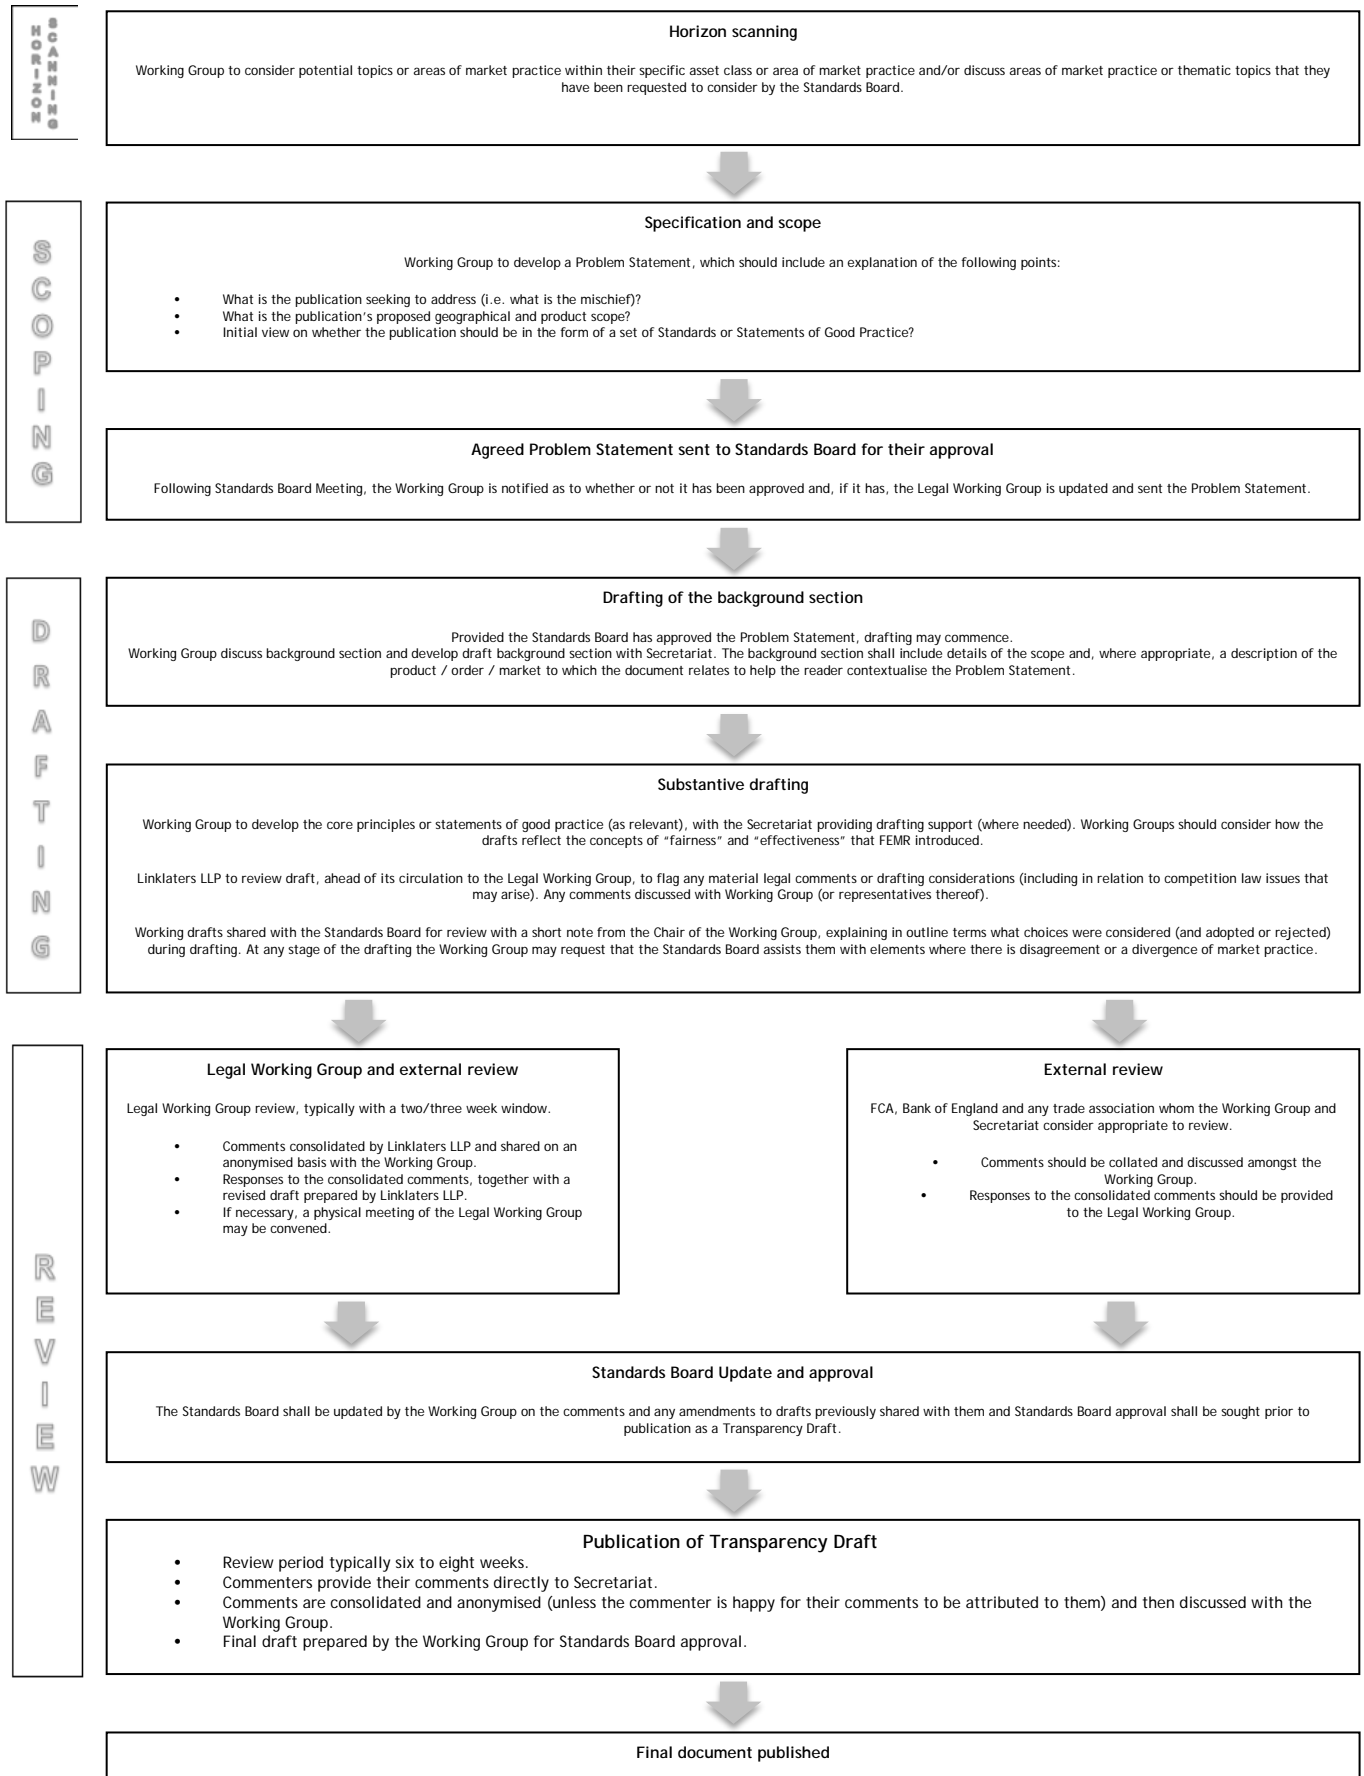 HORIZON
SCANNING
Horizon scanning
Working Group to consider potential topics or areas of market practice within their specific asset class or area of market practice and/or discuss areas of market practice or thematic topics that they
have been requested to consider by the Standards Board.
SCOPING
Specification and scope
Working Group to develop a Problem Statement, which should include an explanation of the following points:
• What is the publication seeking to address (i.e. what is the mischief)?
• What is the publication's proposed geographical and product scope?
• Initial view on whether the publication should be in the form of a set of Standards or Statements of Good Practice?
Agreed Problem Statement sent to Standards Board for their approval
Following Standards Board Meeting, the Working Group is notified as to whether or not it has been approved and, if it has, the Legal Working Group is updated and sent the Problem Statement.
DRAFTING
Drafting of the background section
Provided the Standards Board has approved the Problem Statement, drafting may commence.
Working Group discuss background section and develop draft background section with Secretariat. The background section shall include details of the scope and, where appropriate, a description of the
product / order / market to which the document relates to help the reader contextualise the Problem Statement.
Substantive drafting
Working Group to develop the core principles or statements of good practice (as relevant), with the Secretariat providing drafting support (where needed). Working Groups should consider how the
drafts reflect the concepts of "fairness" and "effectiveness" that FEMR introduced.
Linklaters LLP to review draft, ahead of its circulation to the Legal Working Group, to flag any material legal comments or drafting considerations (including in relation to competition law issues that
may arise). Any comments discussed with Working Group (or representatives thereof).
Working drafts shared with the Standards Board for review with a short note from the Chair of the Working Group, explaining in outline terms what choices were considered (and adopted or rejected)
during drafting. At any stage of the drafting the Working Group may request that the Standards Board assists them with elements where there is disagreement or a divergence of market practice.
REVIEW
Legal Working Group and external review
Legal Working Group review, typically with a two/three week window.
• Comments consolidated by Linklaters LLP and shared on an
anonymised basis with the Working Group.
• Responses to the consolidated comments, together with a
revised draft prepared by Linklaters LLP.
• If necessary, a physical meeting of the Legal Working Group
may be convened.
External review
FCA, Bank of England and any trade association whom the Working Group and
Secretariat consider appropriate to review.
• Comments should be collated and discussed amongst the
Working Group.
• Responses to the consolidated comments should be provided
to the Legal Working Group.
Standards Board Update and approval
The Standards Board shall be updated by the Working Group on the comments and any amendments to drafts previously shared with them and Standards Board approval shall be sought prior to
publication as a Transparency Draft.
Publication of Transparency Draft
• Review period typically six to eight weeks.
• Commenters provide their comments directly to Secretariat.
• Comments are consolidated and anonymised (unless the commenter is happy for their comments to be attributed to them) and then discussed with the
Working Group.
• Final draft prepared by the Working Group for Standards Board approval.
Final document published